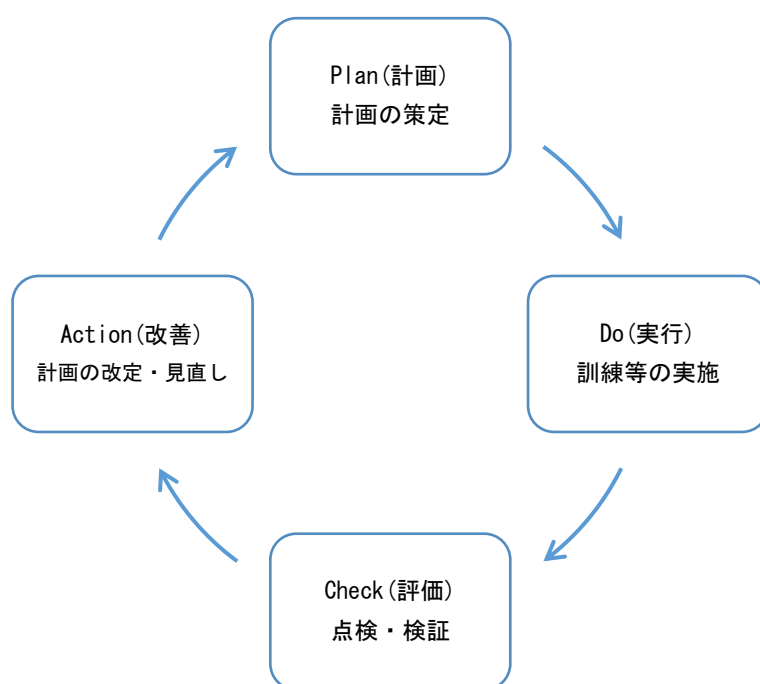 Plan(計画)
計画の策定
Do(実行)
訓練等の実施
Check(評価)
点検・検証
Action(改善)
計画の改定・見直し